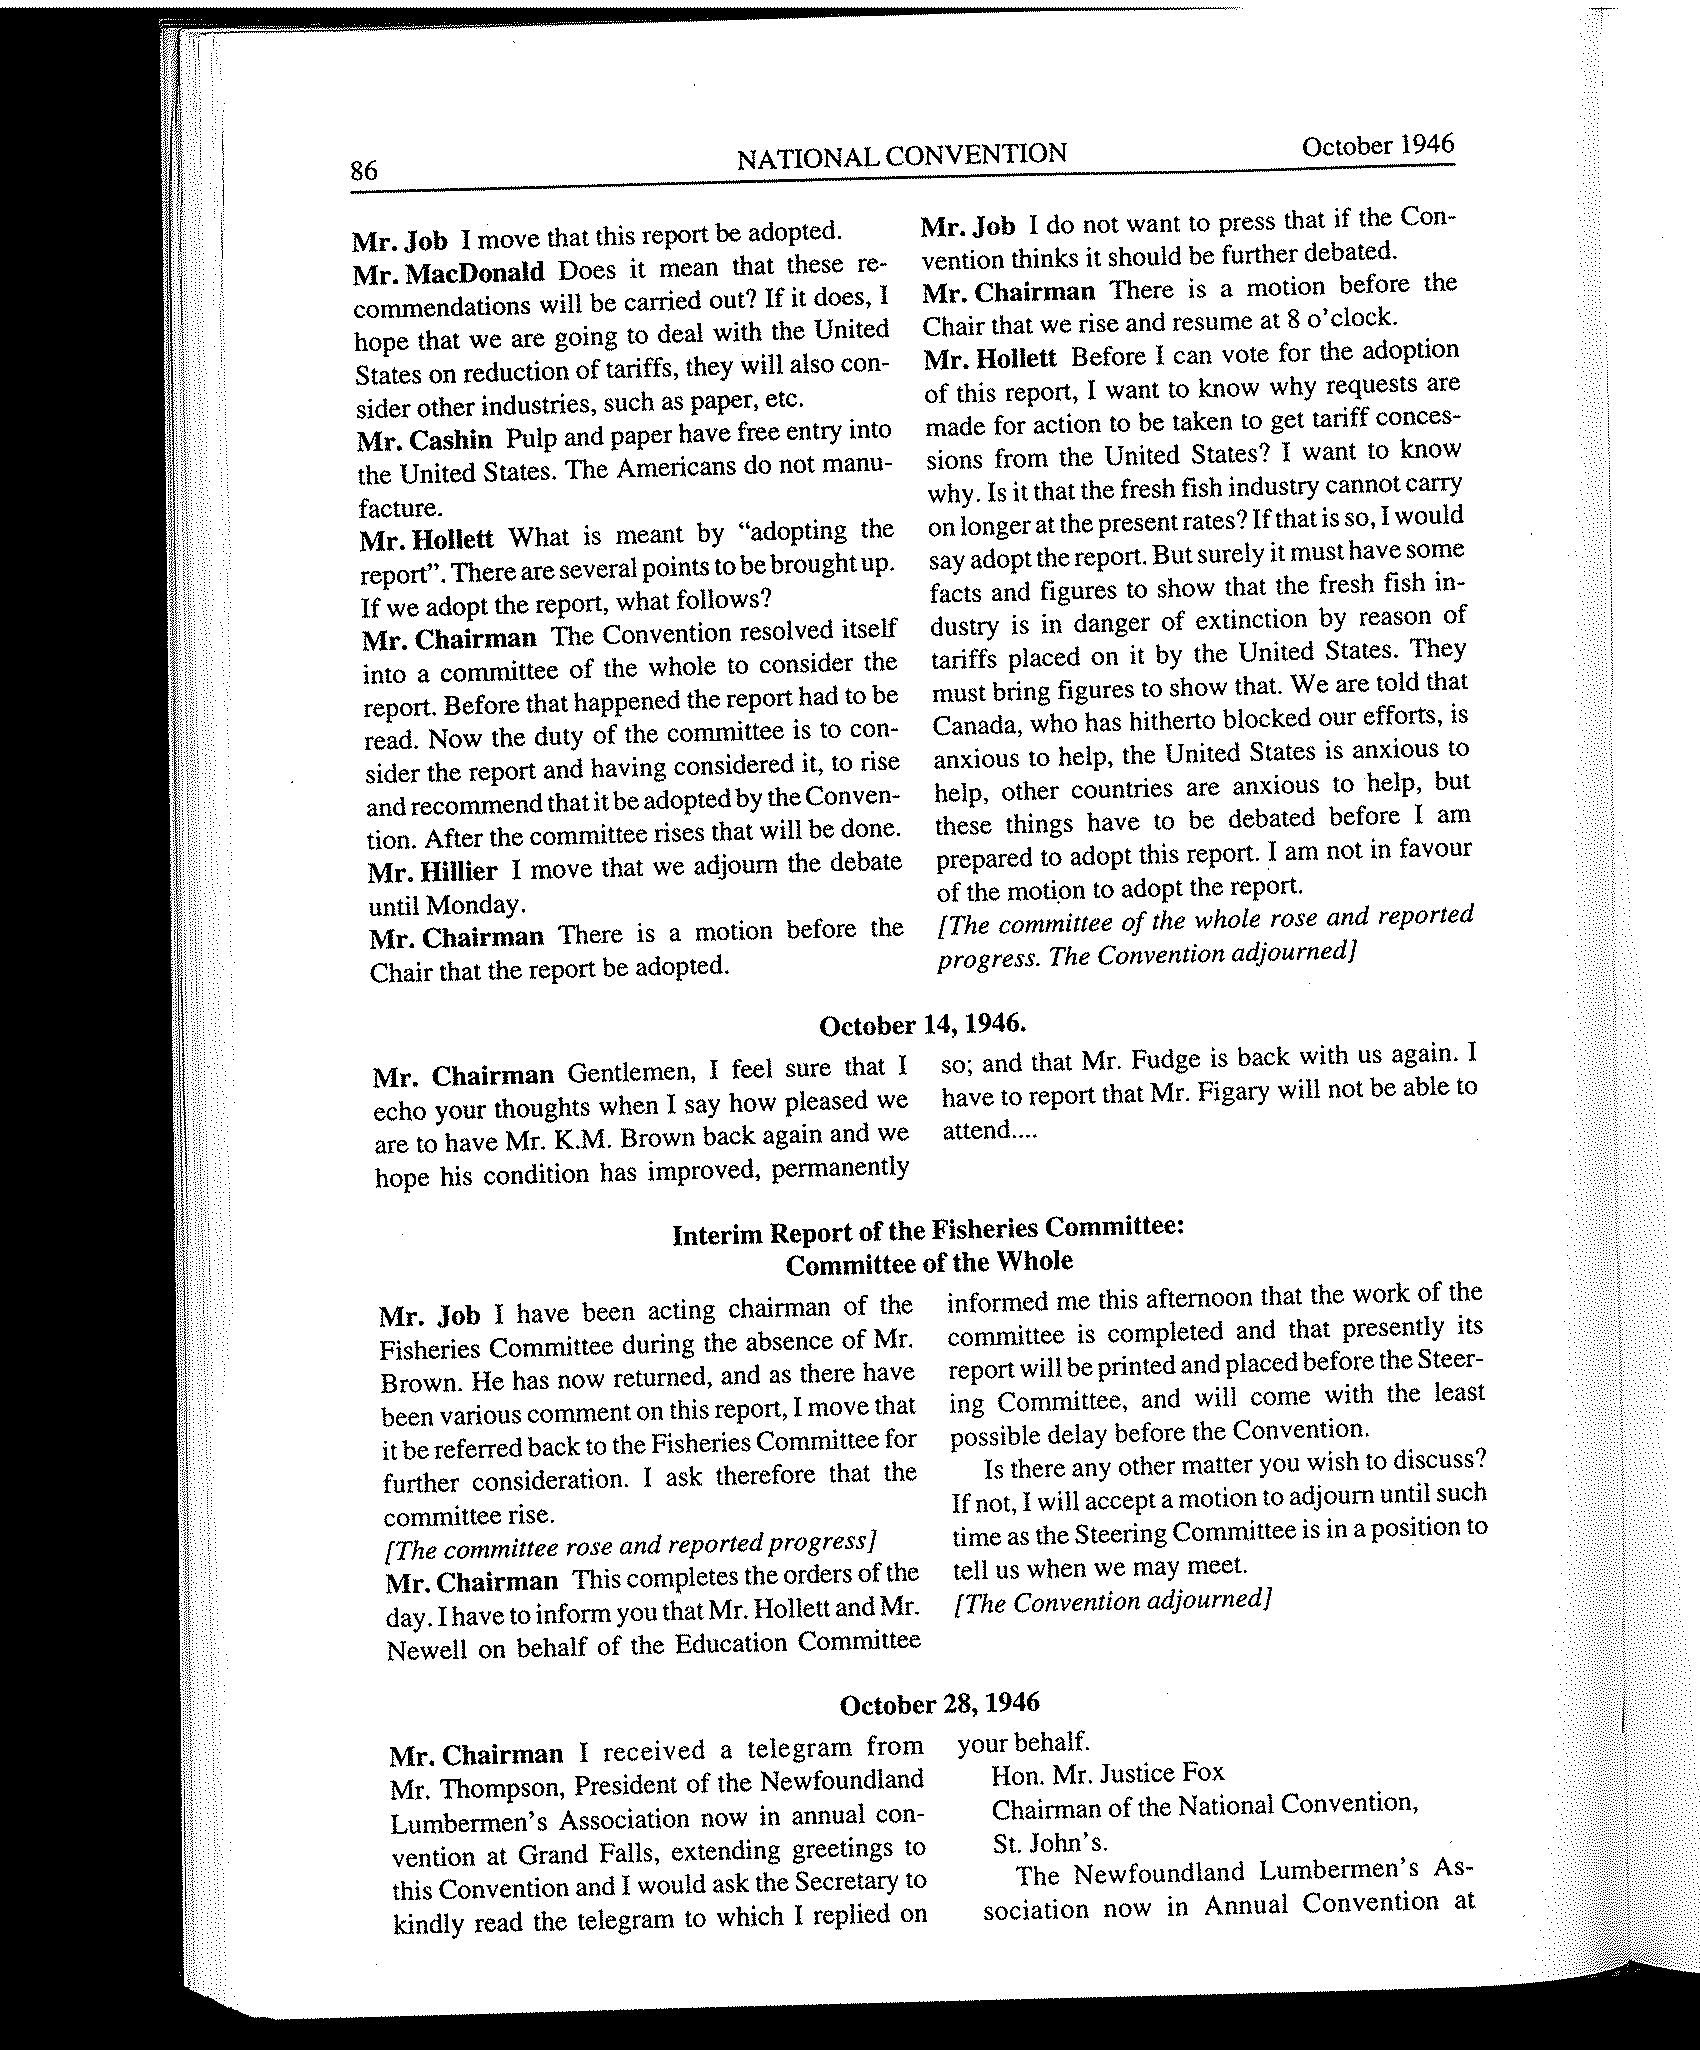 86
NATIONAL CONVENTION
October 1946
Mr. Job I move that this report be adopted.
Mr. MacDonald Does it mean that these re-
commendations will be carried out? If it does, I
hope that we are going to deal with the United
States on reduction of tariffs, they will also con-
sider other industries, such as paper, etc.
Mr. Cashin Pulp and paper have free entry into
the United States. The Americans do not manu-
facture.
Mr. Hollett What is meant by “adopting the
report”. There are several points to be brought up.
If we adopt the report, what follows?
Mr. Chairman The Convention resolved itself
into a committee of the whole to consider the
report. Before that happened the report had to be
read. Now the duty of the committee is to con-
sider the report and having considered it, to rise
and recommend that it be adopted by the Conven-
tion. After the committee rises that will be done.
Mr. Hillier I move that we adjourn the debate
until Monday.
Mr. Chairman There is a motion before the
Chair that the report be adopted.
Mr. Job I do not want to press that if the Con-
vention thinks it should be further debated.
Mr. Chairman There is a motion before the
Chair that we rise and resume at 8 o'clock.
Mr. Hollett Before I can vote for the adoption
of this report, I want to know why requests are
made for action to be taken to get tariff conces-
sions from the United States? I want to know
why. Is it that the fresh fish industry cannot carry
on longer at the present rates? If that is so, I would
say adopt the report. But surely it must have some
facts and figures to show that the fresh fish in-
dustry is in danger of extinction by reason of
tariffs placed on it by the United States. They
must bring figures to show that. We are told that
Canada, who has hitherto blocked our efforts, is
anxious to help, the United States is anxious to
help, other countries are anxious to help, but
these things have to be debated before I am
prepared to adopt this report. I am not in favour
of the motion to adopt the report.
[The committee of the whole rose and reported
progress. The Convention adjourned]
October 14, 1946.
Mr. Chairman Gentlemen, I feel sure that I
echo your thoughts when I say how pleased we
are to have Mr. K.M. Brown back again and we
hope his condition has improved, permanently
so; and that Mr. Fudge is back with us again. I
have to report that Mr. Figary will not be able to
attend....
Interim Report of the Fisheries Committee:
Committee of the Whole
Mr. Job I have been acting chairman of the
Fisheries Committee during the absence of Mr.
Brown. He has now returned, and as there have
been various comment on this report, I move that
it be referred back to the Fisheries Committee for
further consideration. I ask therefore that the
committee rise.
[The committee rose and reported progress]
Mr. Chairman This completes the orders of the
day. I have to inform you that Mr. Hollett and Mr.
Newell on behalf of the Education Committee
informed me this afternoon that the work of the
committee is completed and that presently its
report will be printed and placed before the Steer-
ing Committee, and will come with the least
possible delay before the Convention.
Is there any other matter you wish to discuss?
If not, I will accept a motion to adjourn until such
time as the Steering Committee is in a position to
tell us when we may meet.
[The Convention adjourned]
October 28, 1946
Mr. Chairman I received a telegram from
Mr. Thompson, President of the Newfoundland
Lumbermen's Association now in annual con-
vention at Grand Falls, extending greetings to
this Convention and I would ask the Secretary to
kindly read the telegram to which I replied on
your behalf.
Hon. Mr. Justice Fox
Chairman of the National Convention,
St. John's.
The Newfoundland Lumbermen's As-
sociation now in Annual Convention at